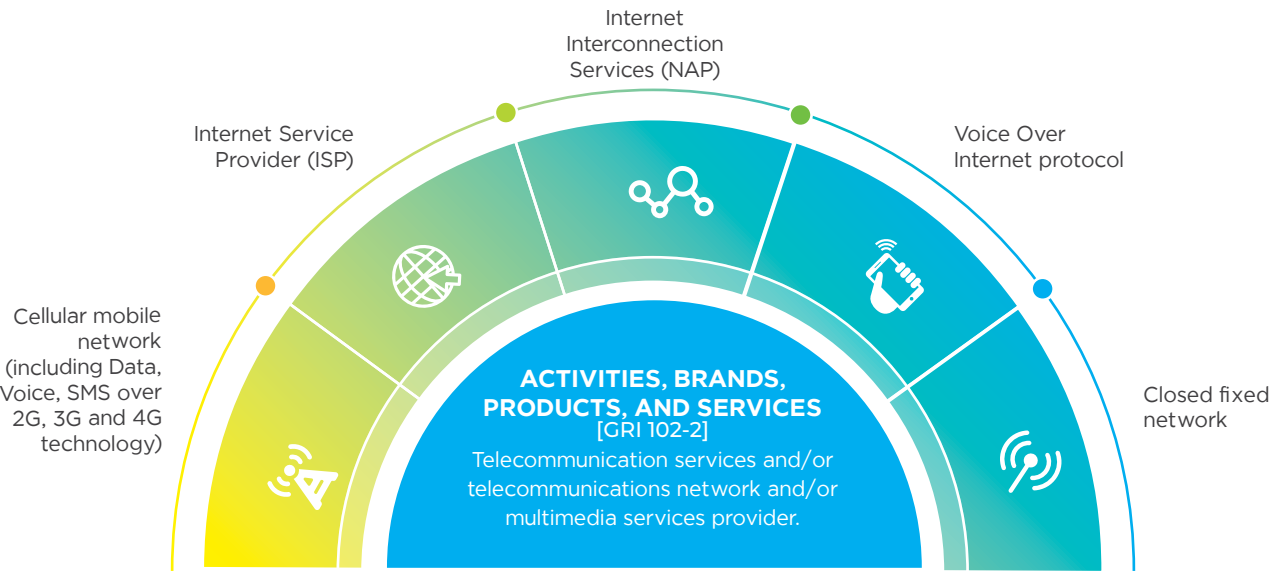 Internet
Interconnection
Services (NAP)
Internet Service
Provider (ISP)
Voice Over
Internet protocol
Cellular mobile
network
(including Data,
Voice, SMS over
2G, 3G and 4G
technology)
Closed fixed
network
ACTIVITIES, BRANDS,
PRODUCTS, AND SERVICES
[GRI 102-2]
Telecommunication services and/or
telecommunications network and/or
multimedia services provider.